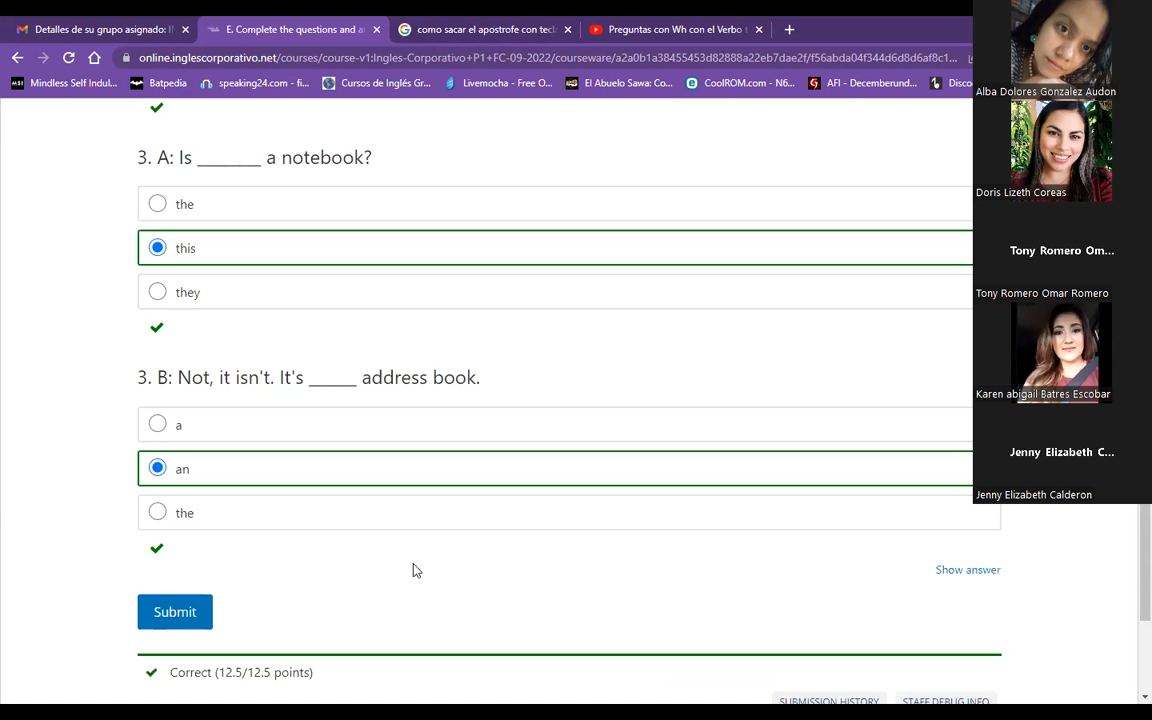 Detalles de su grupo asignado: I
E. Complete the questions and a
como sacar el apostrofe con tecl
Preguntas con Wh con el Verbo t
online.inglescorporativo.net/courses/course-v1:Ingles-Corporativo+P1+FC-09-2022/courseware/a2a0b1a38455453d82888a22eb7dae2f/f56abda04f344d6d8d6af8c1...
Mindless Self Indul...
Batpedia
speaking24.com - fi...
Cursos de Inglés Gr...
Livemocha - Free O...
El Abuelo Sawa: Co...
CoolROM.com - N6...
AFI - Decemberund...
Disco
Alba Dolores Gonzalez Audon
Doris Lizeth Coreas
Tony Romero Om...
Tony Romero Omar Romero
Karen abigail Batres Escobar
Jenny Elizabeth C...
Jenny Elizabeth Calderon
3. A: Is ________ a notebook?
the
this
they
3. B: Not, it isn't. It's ______ address book.
a
an
the
Show answer
Submit
Correct (12.5/12.5 points)
SUBMISSION HISTORY
STAFF DEBUG INFO